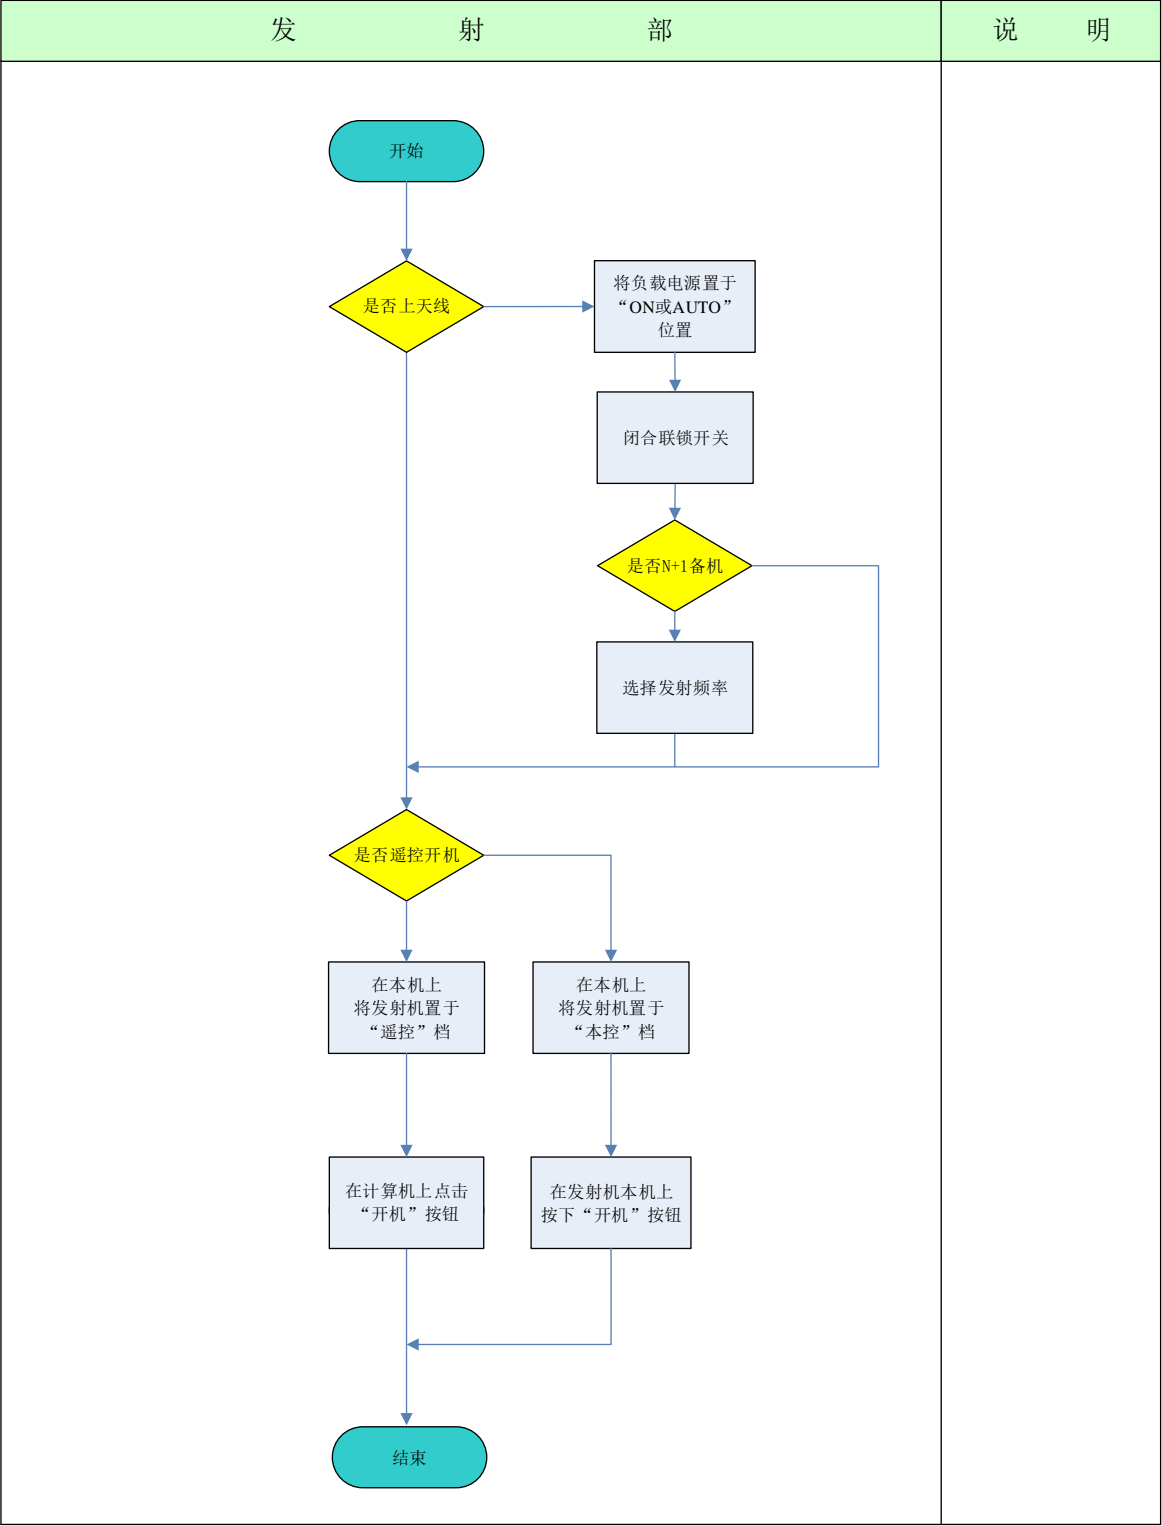 发 射 部
说 明
开始
是否上天线
将负载电源置于
“ON或AUTO”
位置
闭合联锁开关
是否N+1备机
选择发射频率
是否遥控开机
在本机上
将发射机置于
“遥控”档
在本机上
将发射机置于
“本控”档
在计算机上点击
“开机”按钮
在发射机本机上
按下“开机”按钮
结束